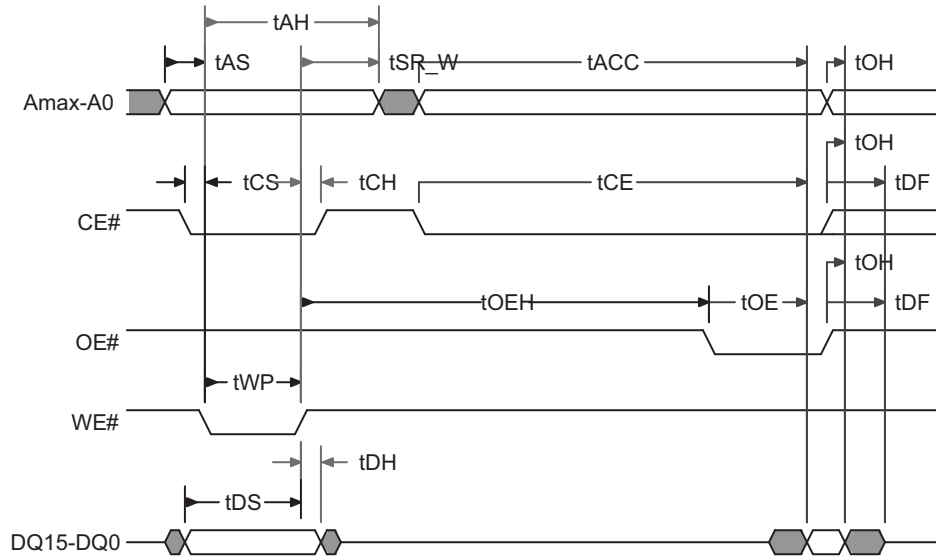 tAH
tAS
tSR_W
tACC
tOH
Amax-A0
tOH
tCS
tCH
tCE
tDF
CE#
tOH
tOEH
tOE
tDF
OE#
tWP
WE#
tDH
tDS
DQ15-DQ0